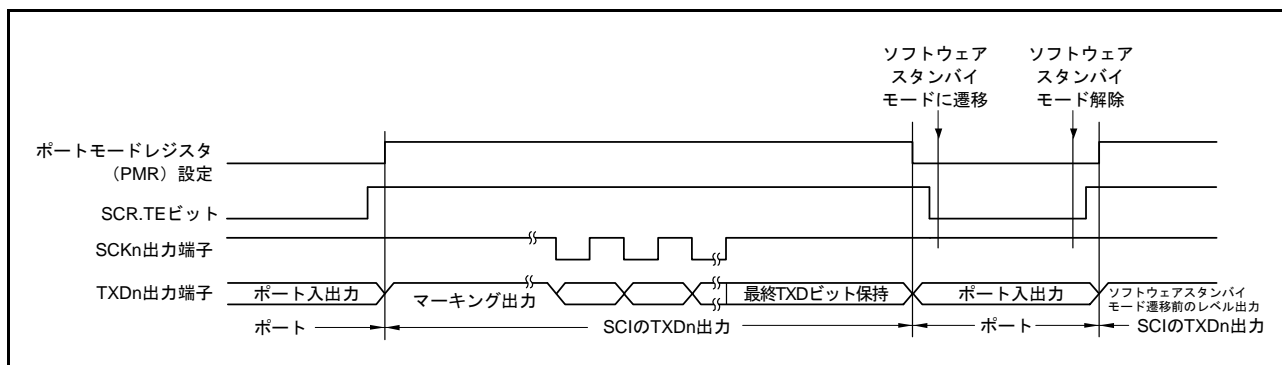 ソフトウェア
スタンバイ
モードに遷移
ソフトウェア
スタンバイ
モード解除
ポートモードレジスタ
（PMR）設定
SCR.TEビット
SCKn出力端子
TXDn出力端子
ポート入出力
マーキング出力
最終TXDビット保持
ポート入出力
ソフトウェアスタンバイ
モード遷移前のレベル出力
ポート
SCIのTXDn出力
ポート
SCIのTXDn出力